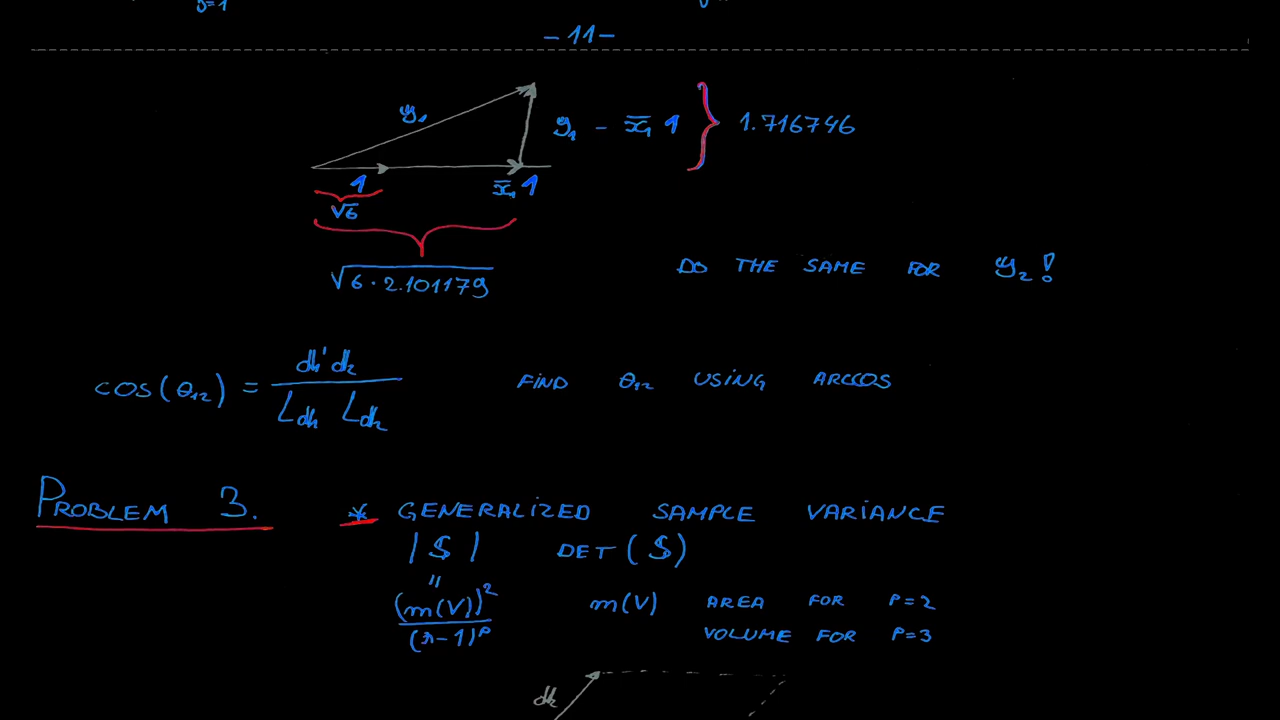 - 11 -
y₁
y₁ - x̄₁ 1 } 1.716746
1
x̄₁ 1
√6
√6 · 2.101179
DO THE SAME FOR y₂!
cos(θ₁₂) = d₁'d₂ / L_d₁ L_d₂ FIND θ₁₂ USING ARCCOS
PROBLEM 3. * GENERALIZED SAMPLE VARIANCE
|S| DET(S)
=
(m(V))² / (n-1)^p m(V) AREA FOR P=2
VOLUME FOR P=3
d₂